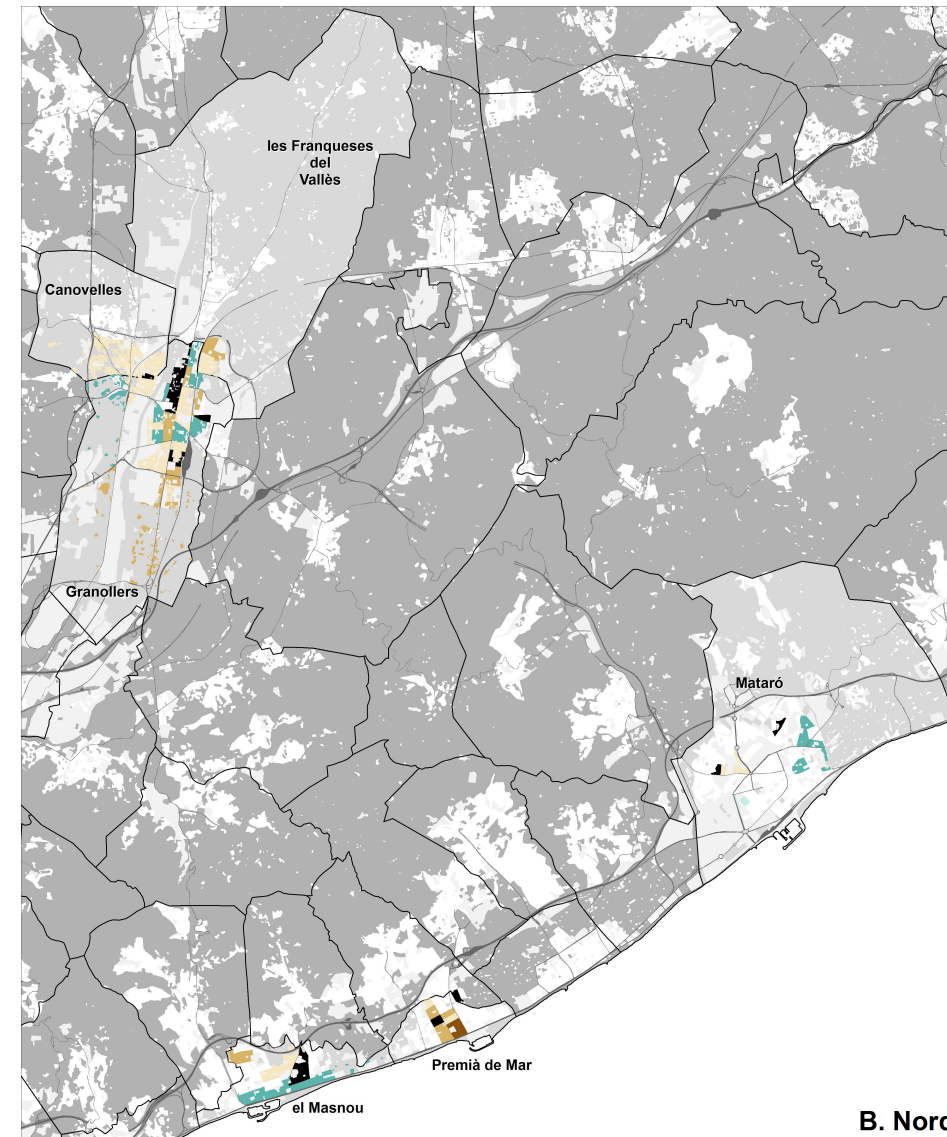 les Franqueses
del
Vallès
Canovelles
Granollers
Mataró
Premià de Mar
el Masnou
B. Nord